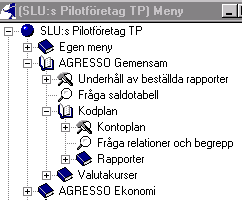 (SLU:s Pilotföretag TP) Meny
SLU:s Pilotföretag TP
Egen meny
AGRESSO Gemensam
Underhåll av beställda rapporter
Fråga saldotabell
Kodplan
Kontoplan
Fråga relationer och begrepp
Rapporter
Valutakurser
AGRESSO Ekonomi